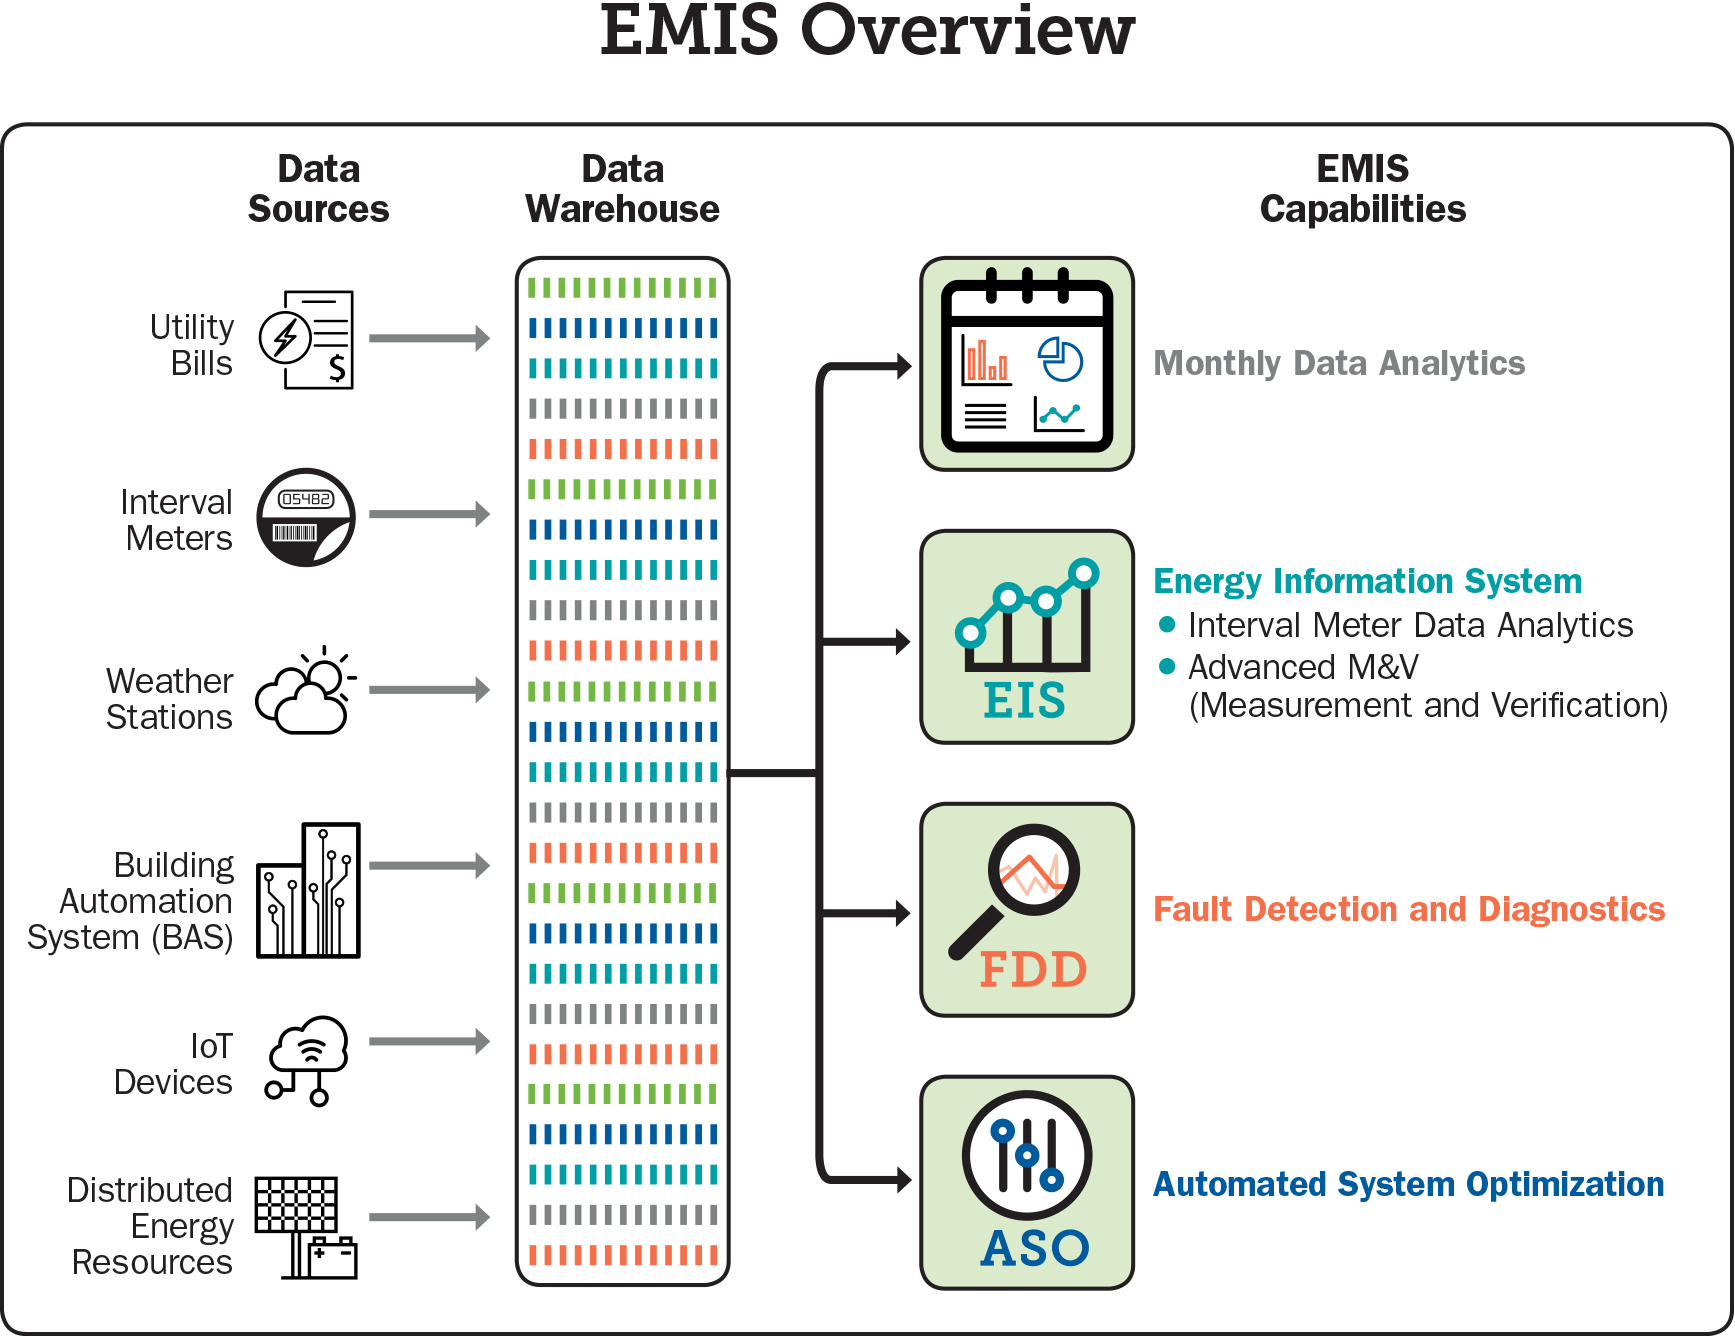 EMIS Overview
Data
Sources
Data
Warehouse
EMIS
Capabilities
Utility
Bills
$
Interval
Meters
05482
Weather
Stations
Building
Automation
System (BAS)
IoT
Devices
Distributed
Energy
Resources
Monthly Data Analytics
EIS
Energy Information System
● Interval Meter Data Analytics
● Advanced M&V
(Measurement and Verification)
FDD
Fault Detection and Diagnostics
ASO
Automated System Optimization